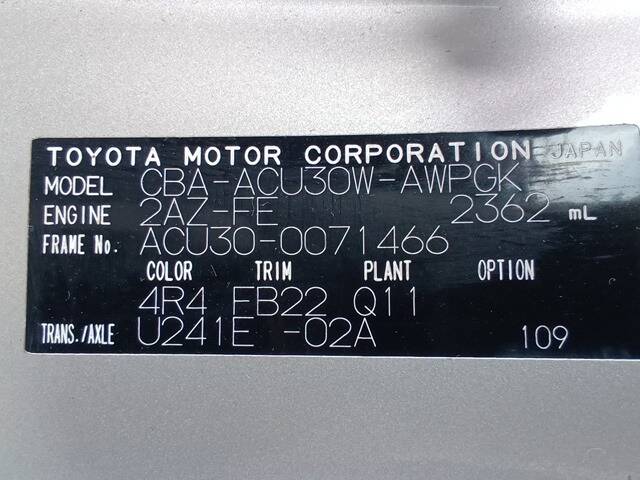 TOYOTA MOTOR CORPORATION JAPAN
MODEL CBA-ACU30W-AWPGK
ENGINE 2AZ-FE 2362 mL
FRAME No. ACU30-0071466
COLOR TRIM PLANT OPTION
4R4 FB22 Q11
TRANS./AXLE U241E -02A 109